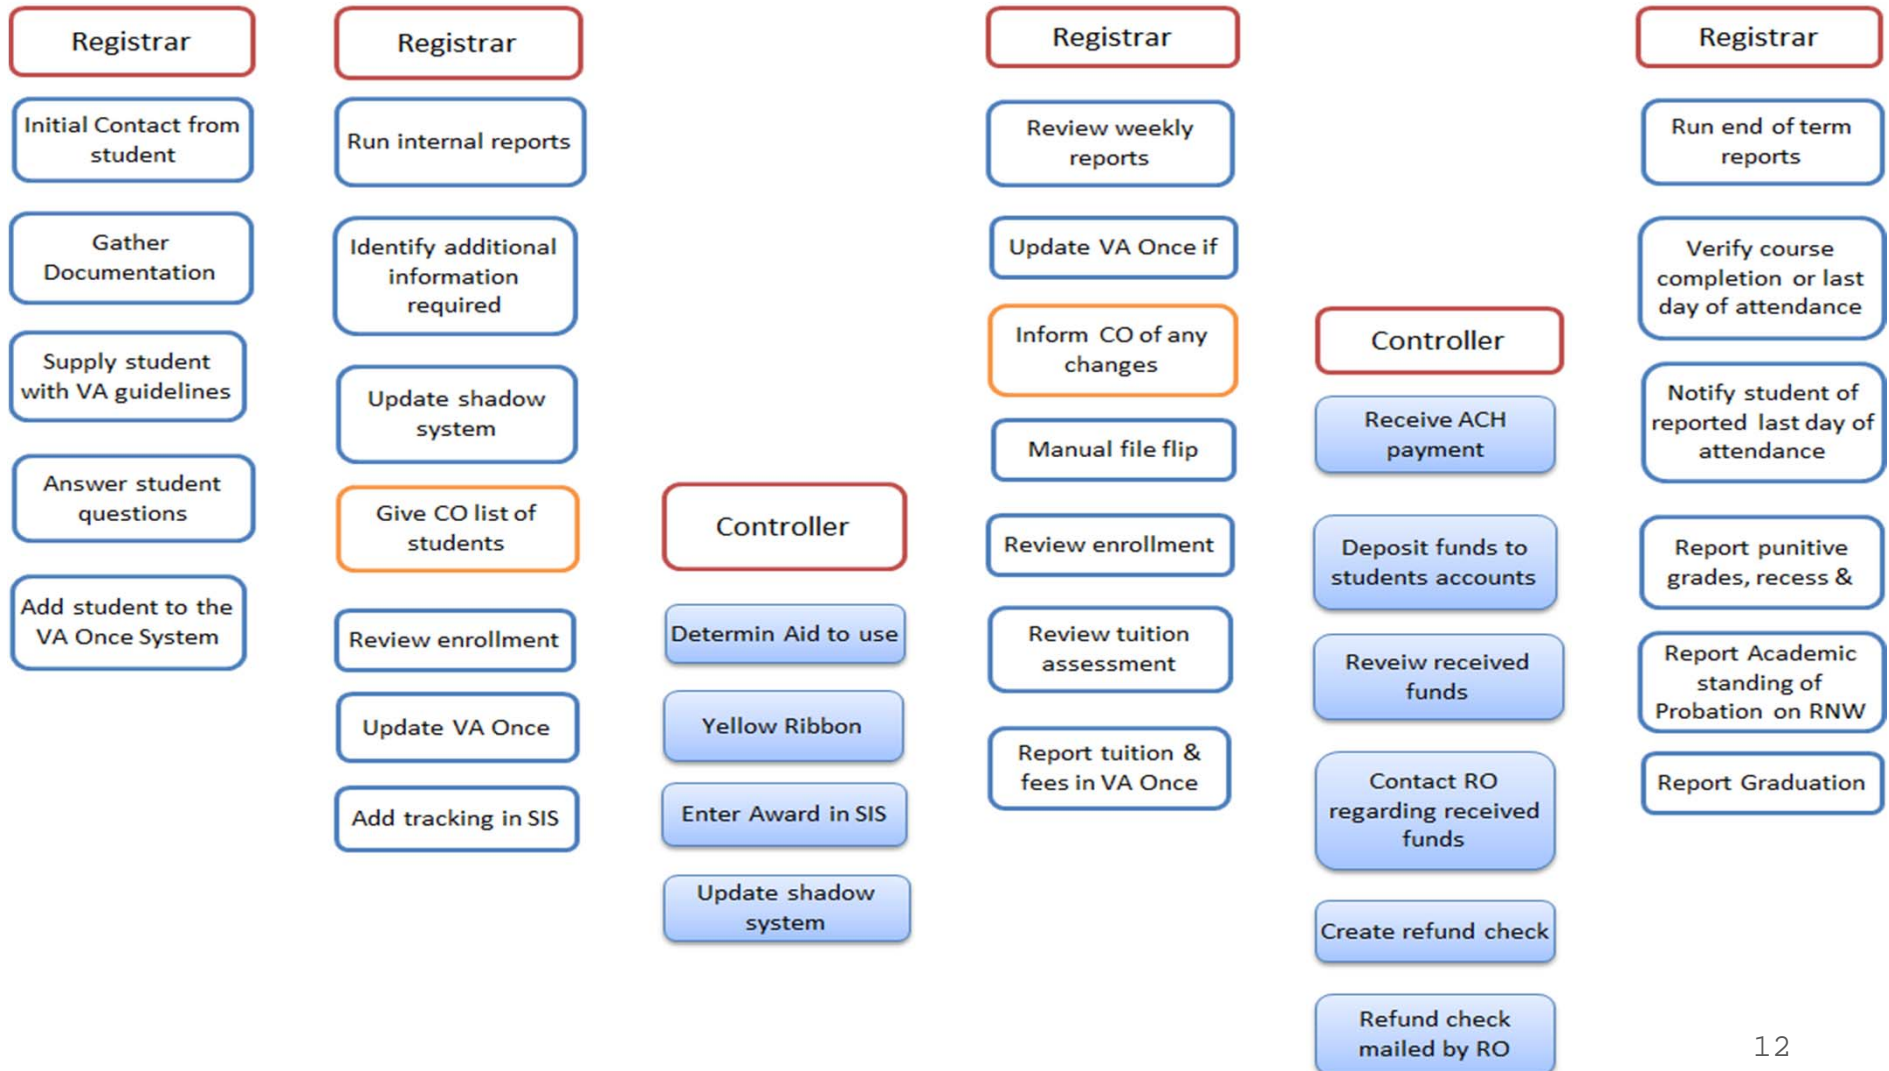 Registrar
Initial Contact from
student
Gather
Documentation
Supply student
with VA guidelines
Answer student
questions
Add student to the
VA Once System
Registrar
Run internal reports
Identify additional
information
required
Update shadow
system
Give CO list of
students
Review enrollment
Update VA Once
Add tracking in SIS
Controller
Determin Aid to use
Yellow Ribbon
Enter Award in SIS
Update shadow
system
Registrar
Review weekly
reports
Update VA Once if
Inform CO of any
changes
Manual file flip
Review enrollment
Review tuition
assessment
Report tuition &
fees in VA Once
Controller
Receive ACH
payment
Deposit funds to
students accounts
Reveiw received
funds
Contact RO
regarding received
funds
Create refund check
Refund check
mailed by RO
Registrar
Run end of term
reports
Verify course
completion or last
day of attendance
Notify student of
reported last day of
attendance
Report punitive
grades, recess &
Report Academic
standing of
Probation on RNW
Report Graduation
12